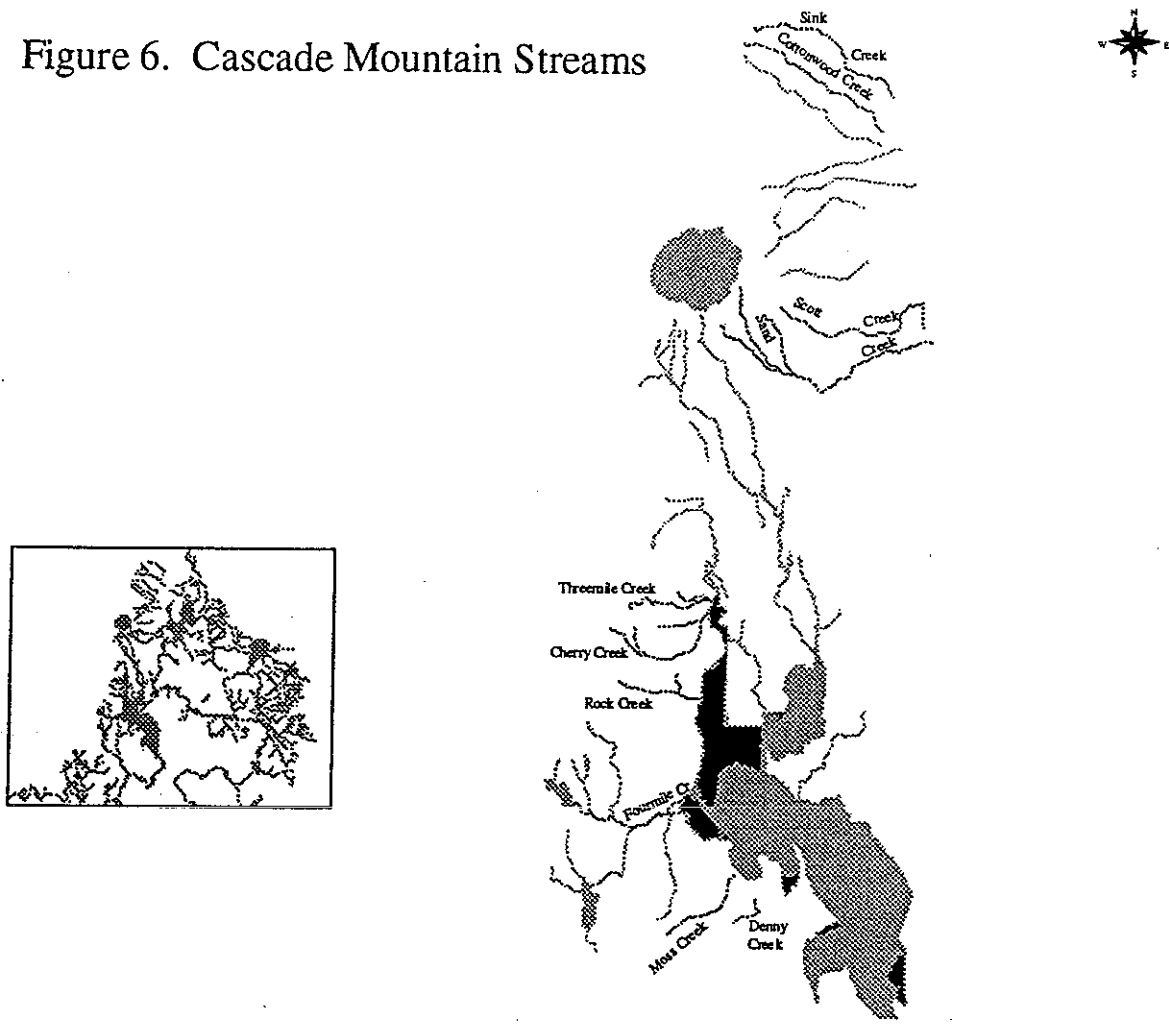 Figure 6. Cascade Mountain Streams
N
W E
S
Sink
Creek
Cottonwood Creek
Scott
Creek
Sand
Creek
Threemile Creek
Cherry Creek
Rock Creek
Fourmile Cr
Moss Creek
Denny
Creek